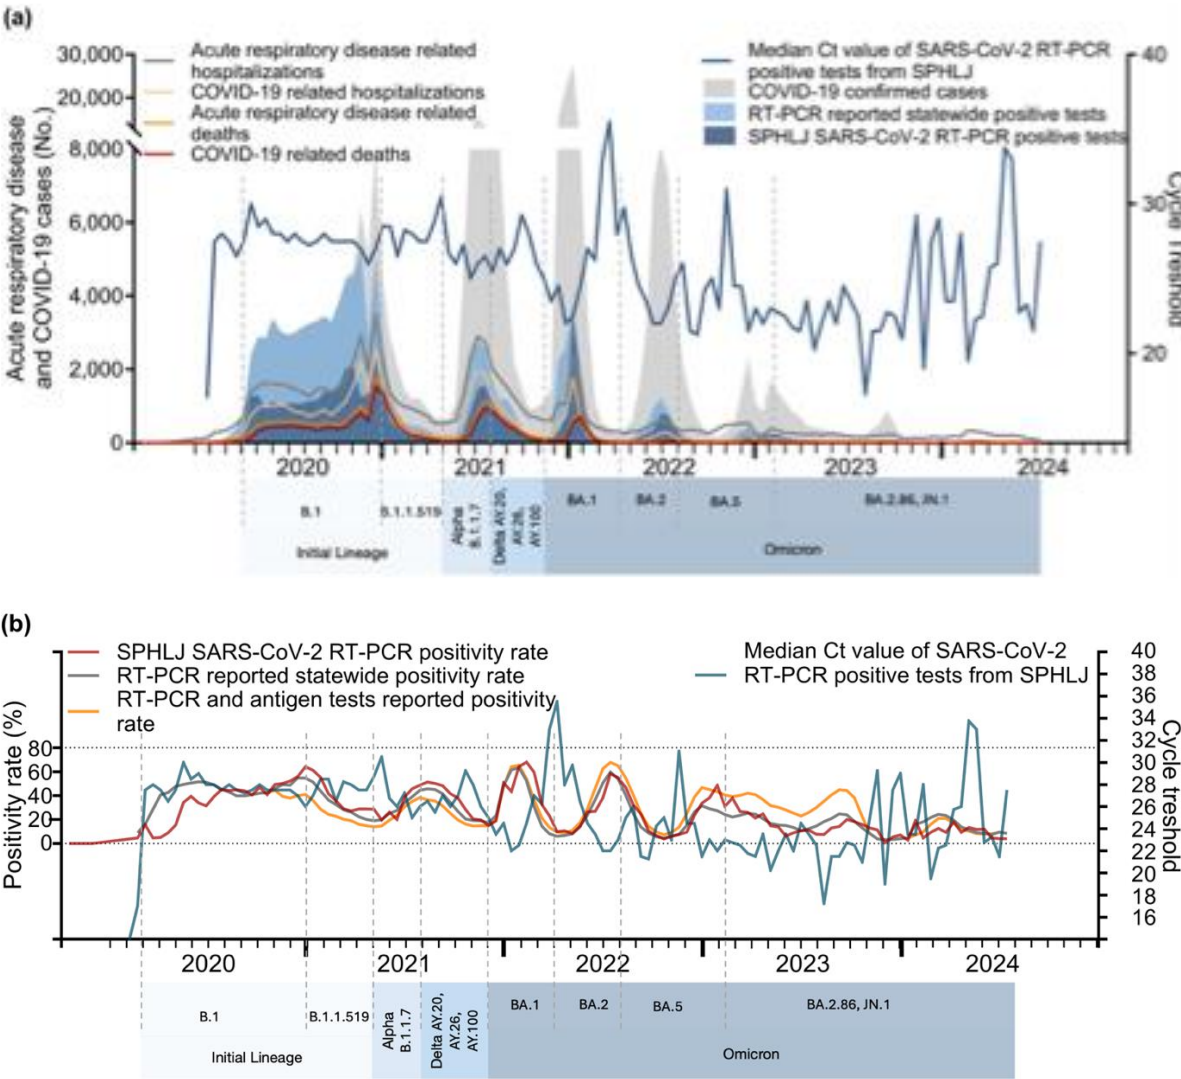 (a)
30,000
20,000
8,000
6,000
4,000
2,000
0
Acute respiratory disease
and COVID-19 cases (No.)
Acute respiratory disease related
hospitalizations
COVID-19 related hospitalizations
Acute respiratory disease related
deaths
COVID-19 related deaths
Median Ct value of SARS-CoV-2 RT-PCR
positive tests from SPHLJ
COVID-19 confirmed cases
RT-PCR reported statewide positive tests
SPHLJ SARS-CoV-2 RT-PCR positive tests
40
30
20
Cycle Treshold
2020 2021 2022 2023 2024
B.1
B.1.1.519
Alpha
B.1.1.7
Delta AY.20,
AY.26,
AY.100
BA.1
BA.2
BA.5
BA.2.86, JN.1
Initial Lineage
Omicron
(b)
SPHLJ SARS-CoV-2 RT-PCR positivity rate
RT-PCR reported statewide positivity rate
RT-PCR and antigen tests reported positivity
rate
Median Ct value of SARS-CoV-2
RT-PCR positive tests from SPHLJ
Positivity rate (%)
80
60
40
20
0
40
38
36
34
32
30
28
26
24
22
20
18
16
Cycle treshold
2020 2021 2022 2023 2024
B.1
B.1.1.519
Alpha
B.1.1.7
Delta AY.20,
AY.26,
AY.100
BA.1
BA.2
BA.5
BA.2.86, JN.1
Initial Lineage
Omicron